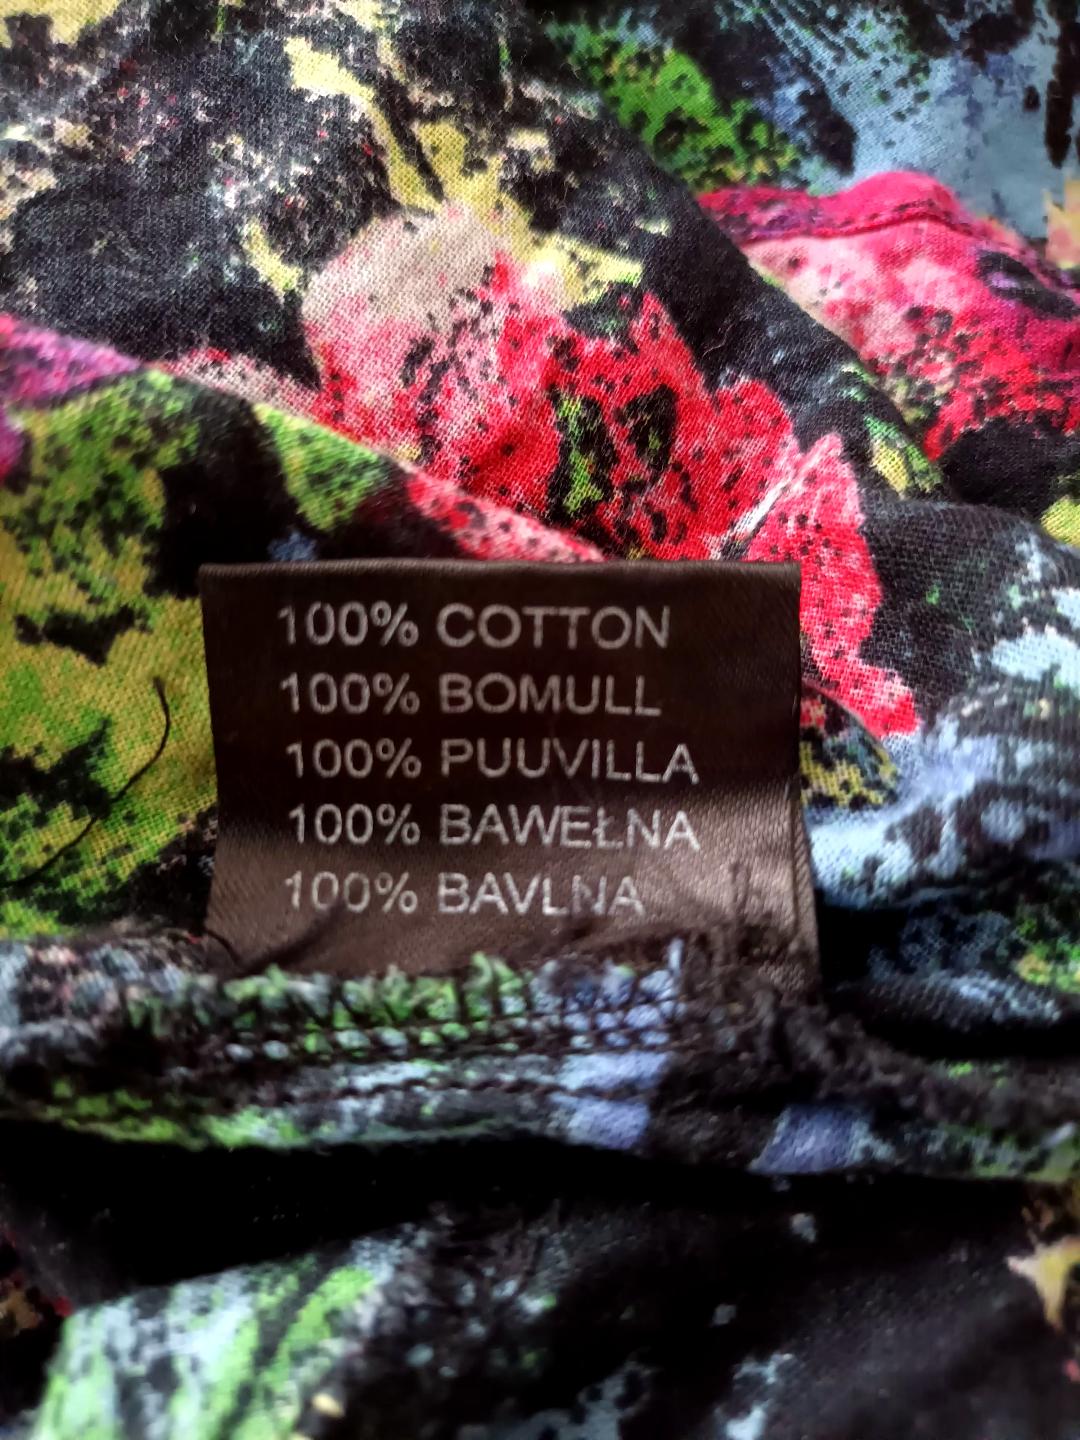 100% COTTON
100% BOMULL
100% PUUVILLA
100% BAWEŁNA
100% BAVLNA